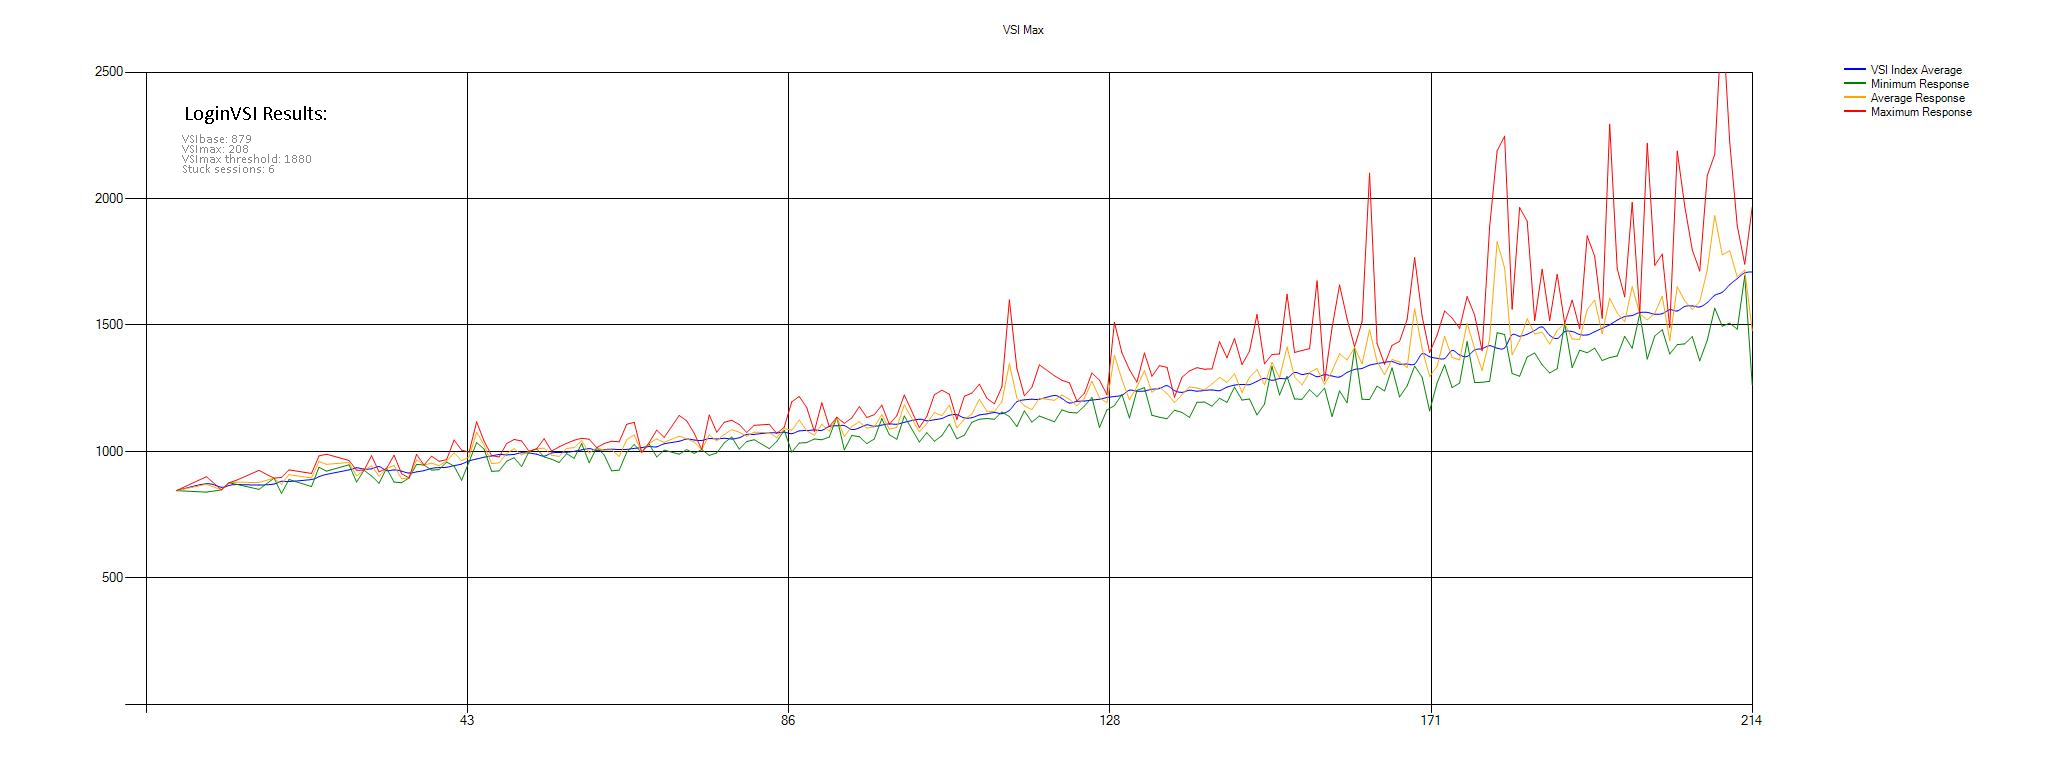 VSI Max
2500
2000
1500
1000
500
LoginVSI Results:
VSIbase: 879
VSImax: 208
VSImax threshold: 1880
Stuck sessions: 6
VSI Index Average
Minimum Response
Average Response
Maximum Response
43 86 128 171 214